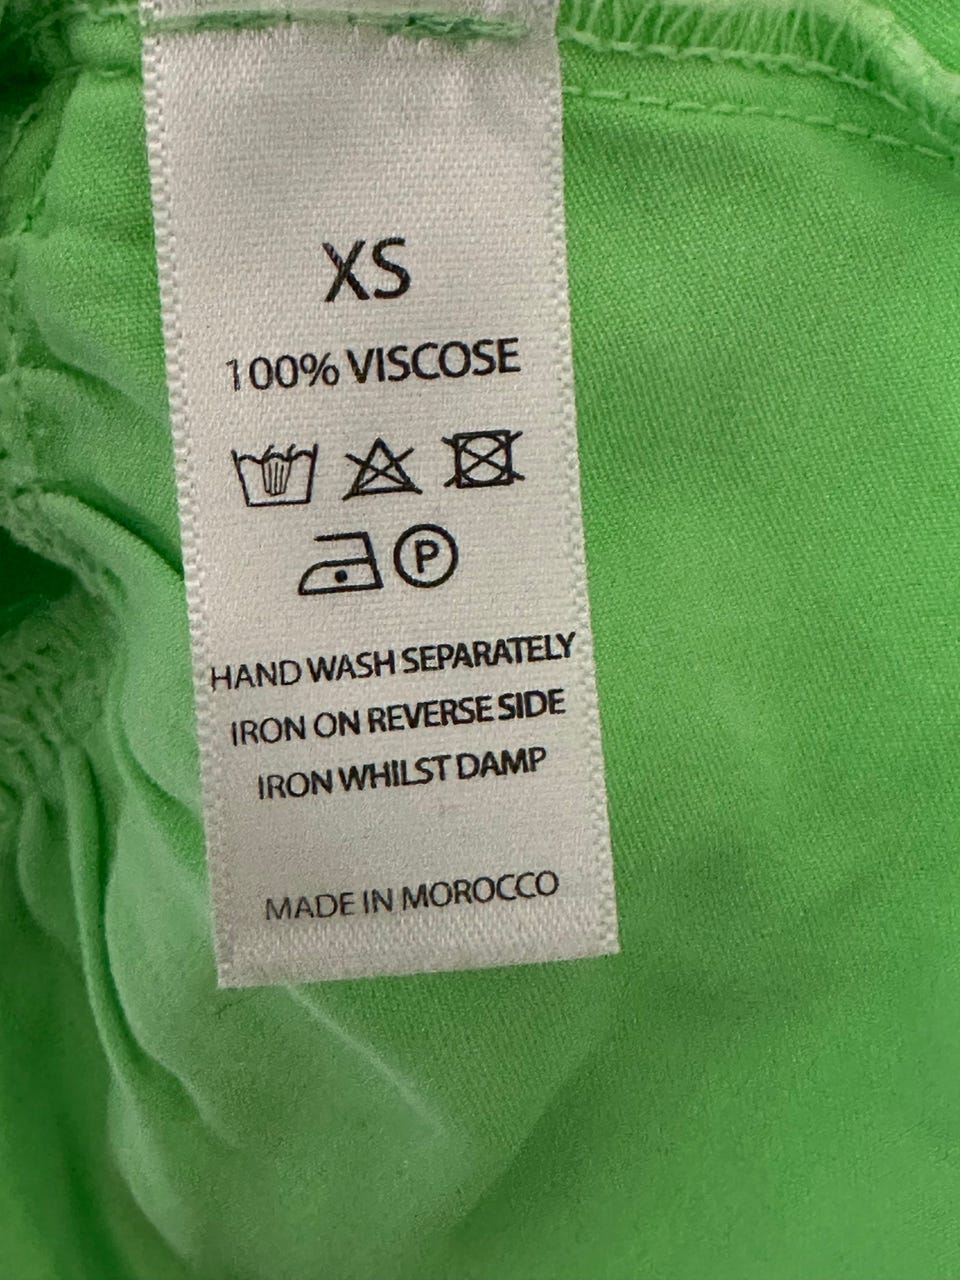 XS
100% VISCOSE
P
HAND WASH SEPARATELY
IRON ON REVERSE SIDE
IRON WHILST DAMP
MADE IN MOROCCO